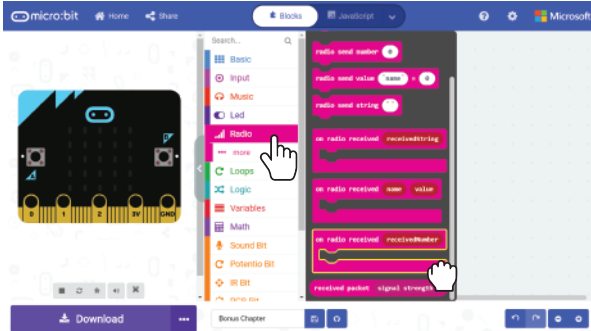 micro:bit
Home
Share
Blocks
JavaScript
Microsoft
Search...
Basic
Input
Music
Led
Radio
more
Loops
Logic
Variables
Math
Sound Bit
Potentio Bit
IR Bit
radio send number 0
radio send value "name" = 0
radio send string " "
on radio received receivedString
on radio received name value
on radio received receivedNumber
received packet signal strength
0 1 2 3V GND
Download
Bonus Chapter